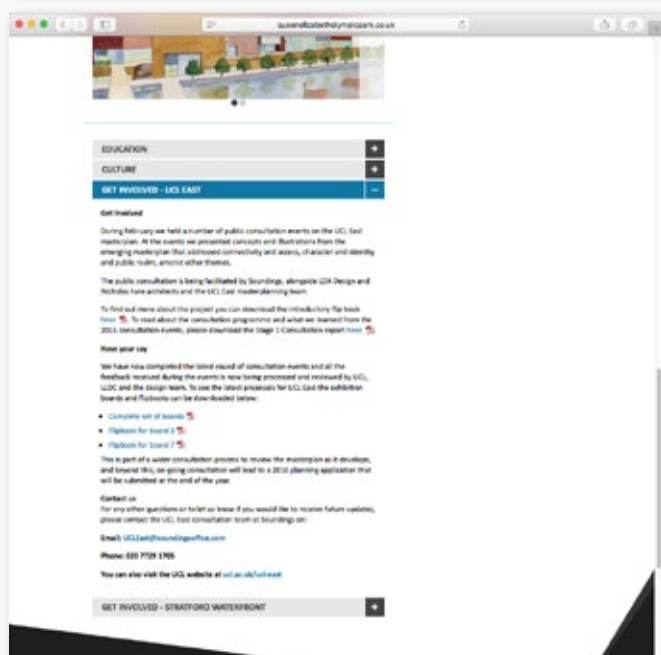 queenelizabetholympicpark.co.uk
EDUCATION
CULTURE
GET INVOLVED - UCL EAST
Get Involved
During February we held a number of public consultation events on the UCL East
masterplan. At the events we presented concepts and illustrations from the
emerging masterplan that addressed connectivity and access, character and identity
and public realm, amonst other themes.
The public consultation is being facilitated by Soundings, alongside LDA Design and
Nicholas Hare architects and the UCL East masterplanning team.
To find out more about the project you can download the introductory flip book
here To read about the consultation programme and what we learned from the
2015 consultation events, please download the Stage 1 Consultation report here
Have your say
We have now completed the latest round of consultation events and all the
feedback received during the events is now being processed and reviewed by UCL,
LLDC and the design team. To see the latest proposals for UCL East the exhibition
boards and flipbooks can be downloaded below:
Complete set of boards
Flipbook for board
Flipbook for board 7
This is part of a wider consultation process to review the masterplan as it develops,
and beyond this, on-going consultation will lead to a 2016 planning application that
will be submitted at the end of the year.
Contact us
For any other questions or to let us know if you would like to receive future updates,
please contact the UCL East consultation team at Soundings on:
Email: UCLEast@soundingsoffice.com
Phone: 020 7729 1705
You can also visit the UCL website at ucl.ac.uk/ucl-east
GET INVOLVED - STRATFORD WATERFRONT